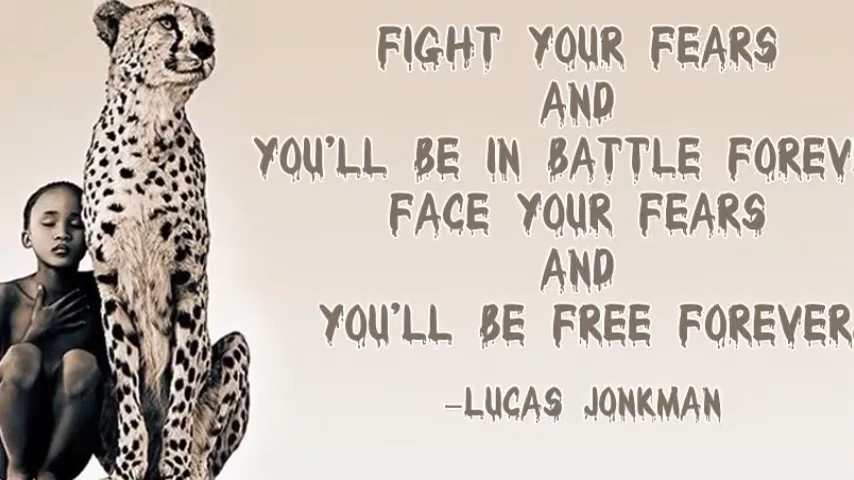 FIGHT YOUR FEARS
AND
YOU'LL BE IN BATTLE FOREV
FACE YOUR FEARS
AND
YOU'LL BE FREE FOREVER
–LUCAS JONKMAN